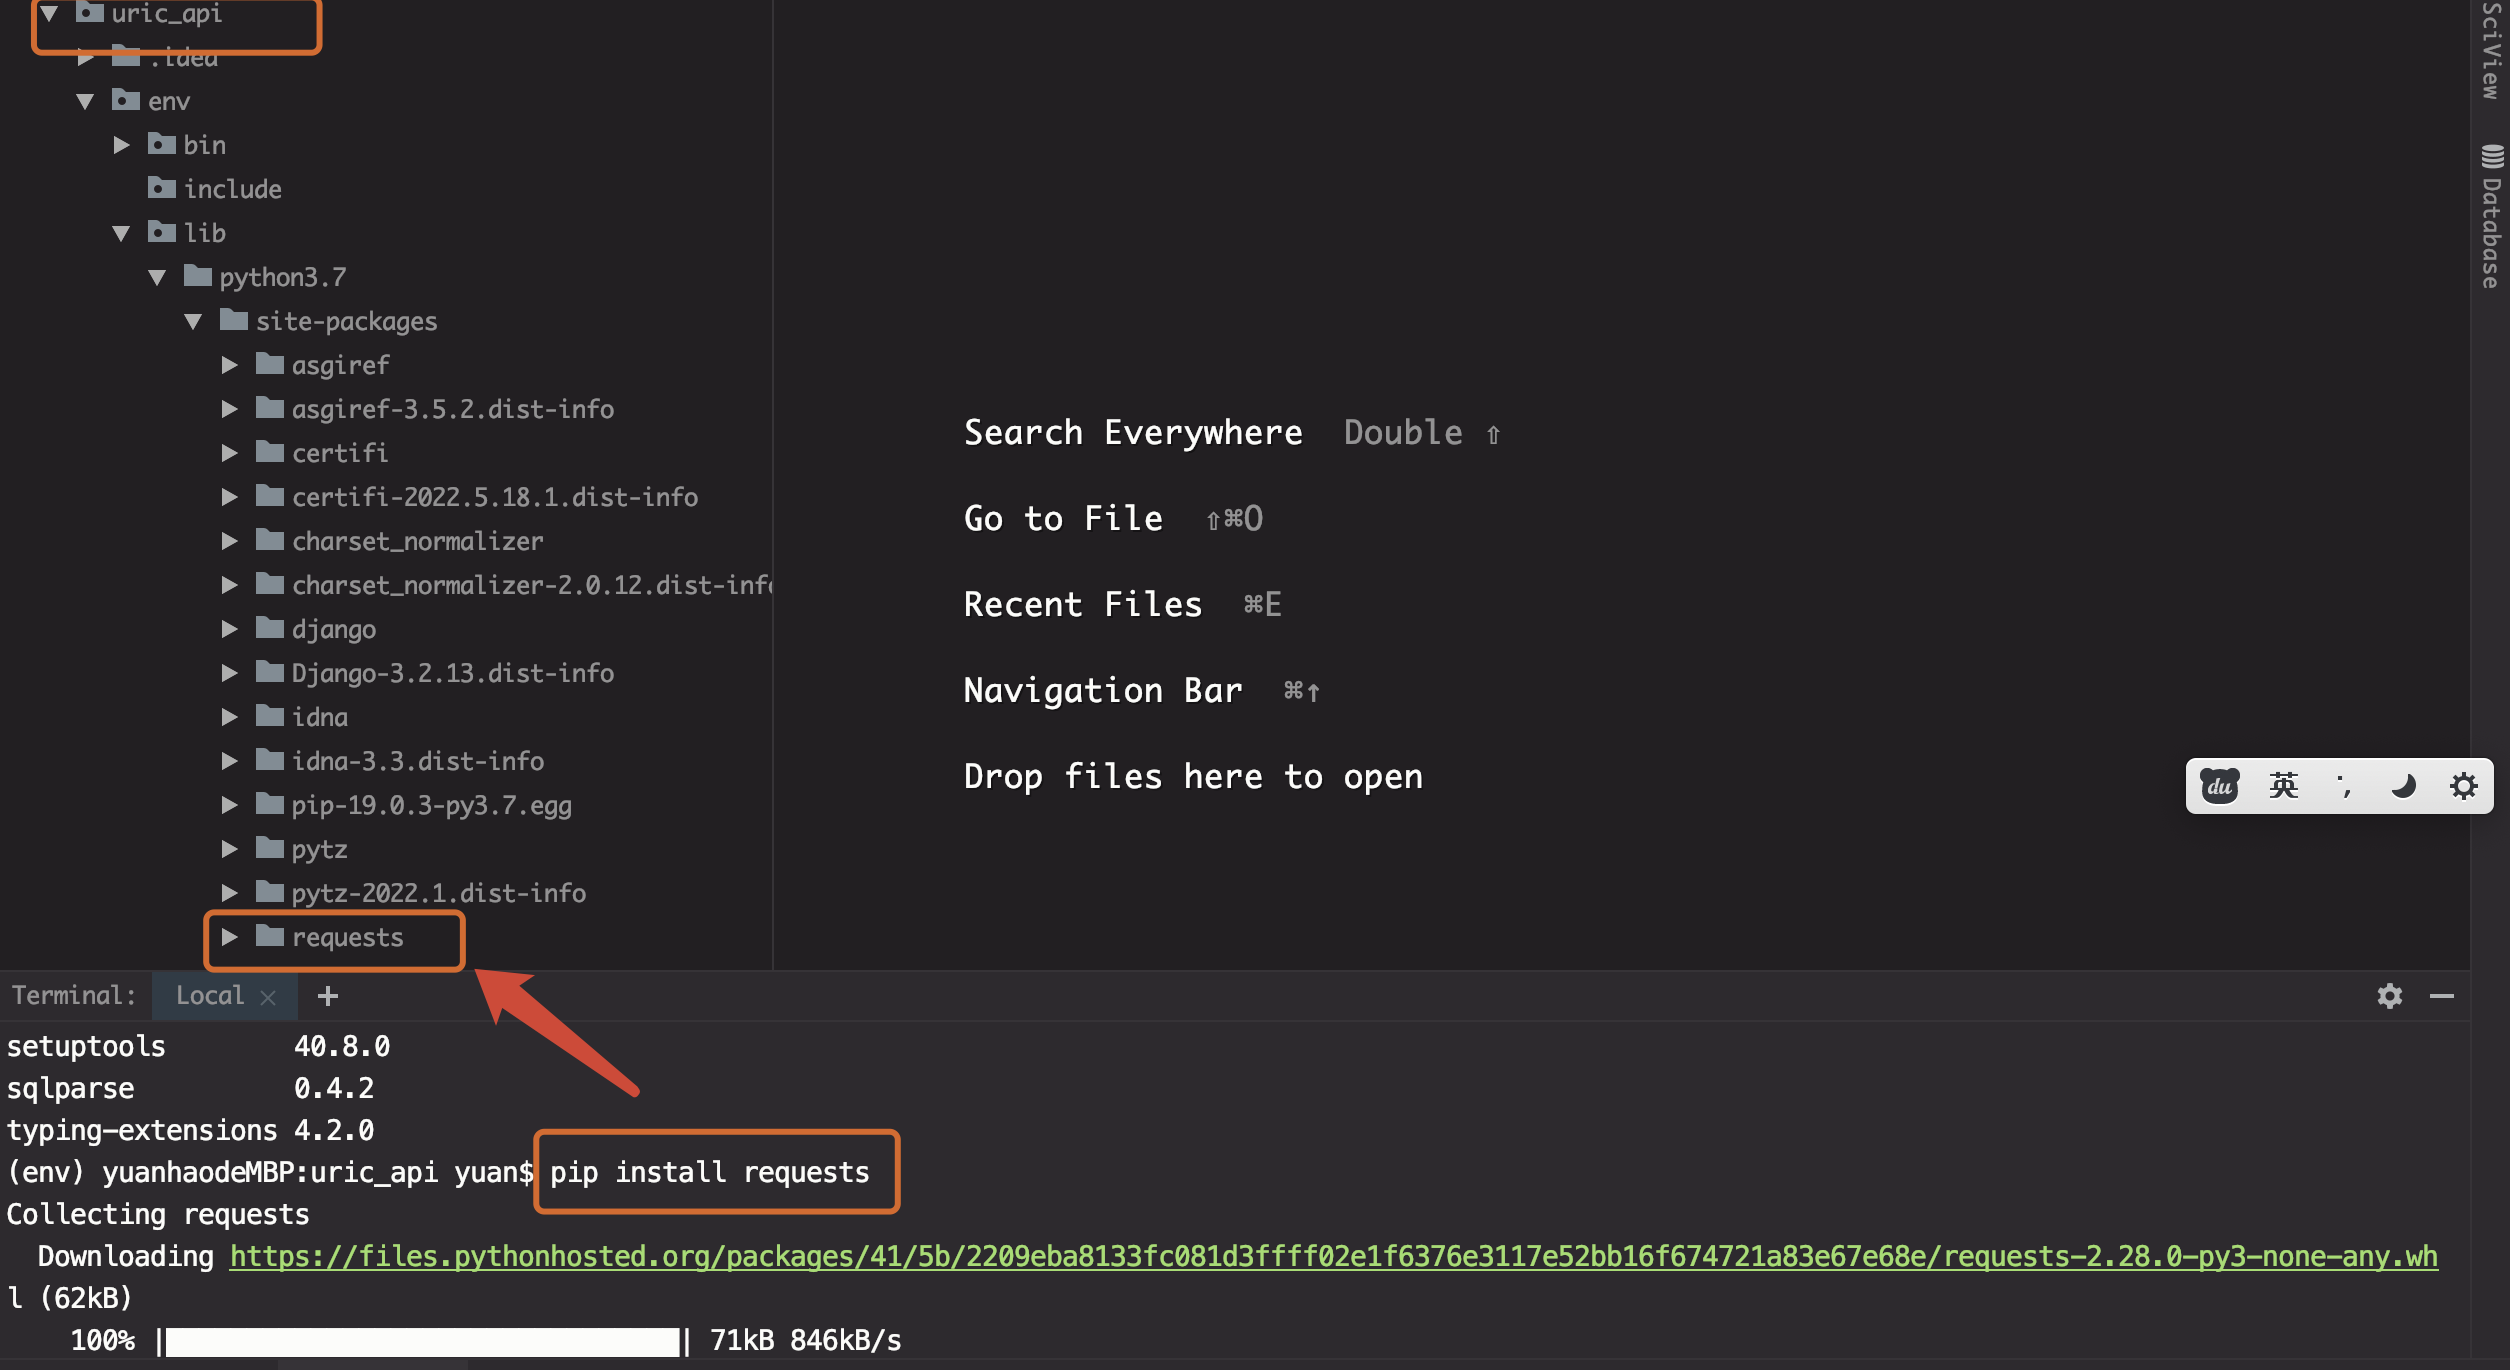 uric_api
.idea
env
bin
include
lib
python3.7
site-packages
asgiref
asgiref-3.5.2.dist-info
certifi
certifi-2022.5.18.1.dist-info
charset_normalizer
charset_normalizer-2.0.12.dist-info
django
Django-3.2.13.dist-info
idna
idna-3.3.dist-info
pip-19.0.3-py3.7.egg
pytz
pytz-2022.1.dist-info
requests
Search Everywhere Double ⇧
Go to File ⇧⌘O
Recent Files ⌘E
Navigation Bar ⌘↑
Drop files here to open
SciView
Database
du 英
Terminal: Local × +
setuptools 40.8.0
sqlparse 0.4.2
typing-extensions 4.2.0
(env) yuanhaodeMBP:uric_api yuan$ pip install requests
Collecting requests
Downloading https://files.pythonhosted.org/packages/41/5b/2209eba8133fc081d3ffff02e1f6376e3117e52bb16f674721a83e67e68e/requests-2.28.0-py3-none-any.wh
l (62kB)
100% || 71kB 846kB/s